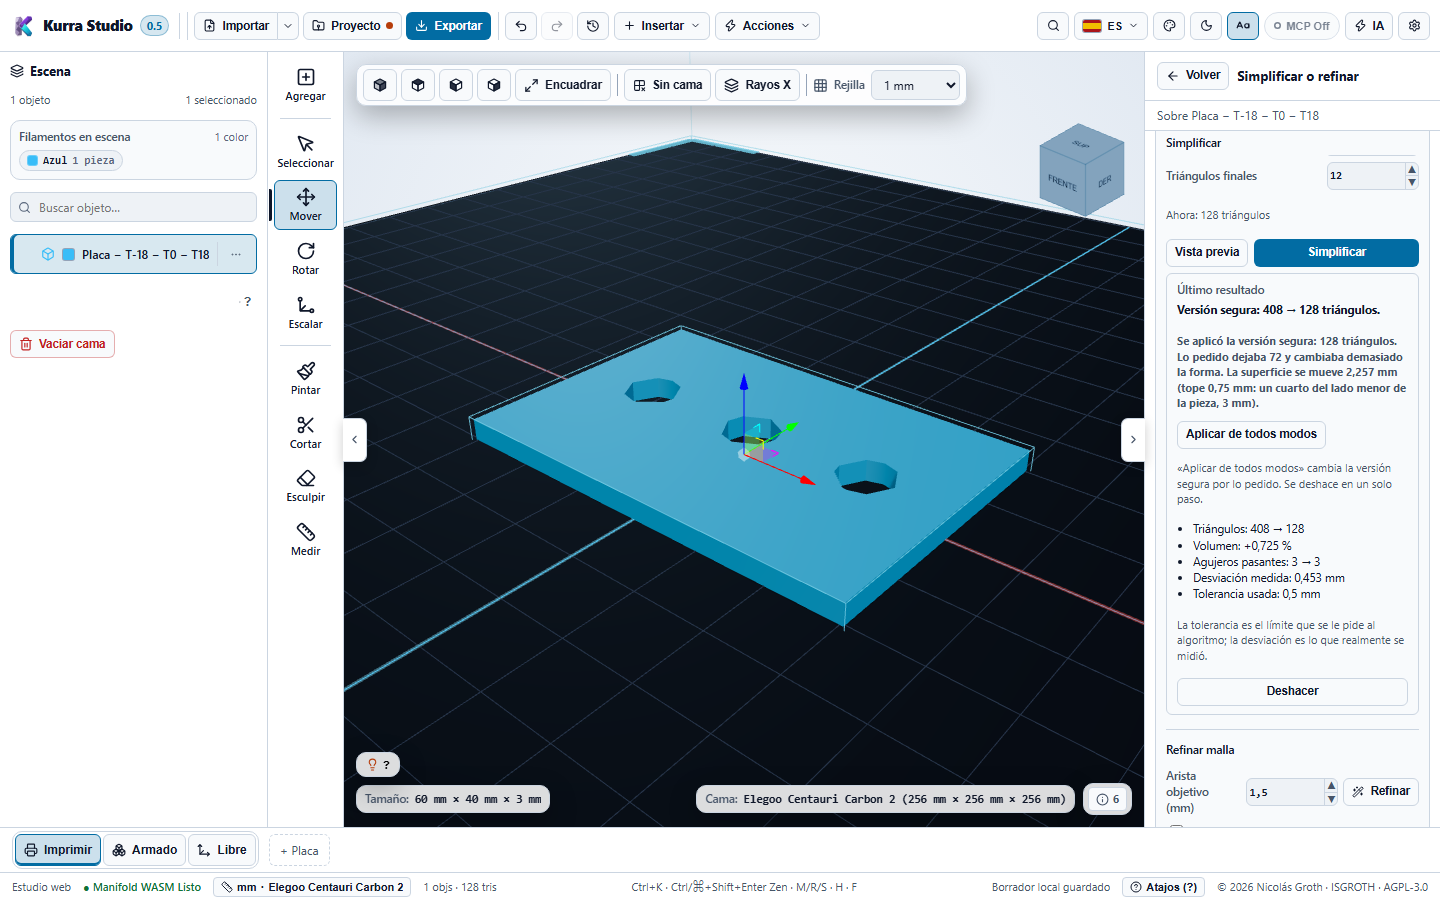 Kurra Studio 0.5
Importar
Proyecto
Exportar
Insertar
Acciones
ES
MCP Off
IA
Escena
1 objeto
1 seleccionado
Filamentos en escena
1 color
Azul 1 pieza
Buscar objeto...
Placa – T-18 – T0 – T18
?
Vaciar cama
Agregar
Seleccionar
Mover
Rotar
Escalar
Pintar
Cortar
Esculpir
Medir
Encuadrar
Sin cama
Rayos X
Rejilla
1 mm
SUP
FRENTE
DER
?
Tamaño: 60 mm × 40 mm × 3 mm
Cama: Elegoo Centauri Carbon 2 (256 mm × 256 mm × 256 mm)
6
Volver
Simplificar o refinar
Sobre Placa – T-18 – T0 – T18
Simplificar
Triángulos finales
12
Ahora: 128 triángulos
Vista previa
Simplificar
Último resultado
Versión segura: 408 → 128 triángulos.
Se aplicó la versión segura: 128 triángulos.
Lo pedido dejaba 72 y cambiaba demasiado
la forma. La superficie se mueve 2,257 mm
(tope 0,75 mm: un cuarto del lado menor de
la pieza, 3 mm).
Aplicar de todos modos
«Aplicar de todos modos» cambia la versión
segura por lo pedido. Se deshace en un solo
paso.
• Triángulos: 408 → 128
• Volumen: +0,725 %
• Agujeros pasantes: 3 → 3
• Desviación medida: 0,453 mm
• Tolerancia usada: 0,5 mm
La tolerancia es el límite que se le pide al
algoritmo; la desviación es lo que realmente se
midió.
Deshacer
Refinar malla
Arista
objetivo
(mm)
1,5
Refinar
Imprimir
Armado
Libre
+ Placa
Estudio web
● Manifold WASM Listo
mm · Elegoo Centauri Carbon 2
1 objs · 128 tris
Ctrl+K · Ctrl/⌘+Shift+Enter Zen · M/R/S · H · F
Borrador local guardado
Atajos (?)
© 2026 Nicolás Groth · ISGROTH · AGPL-3.0